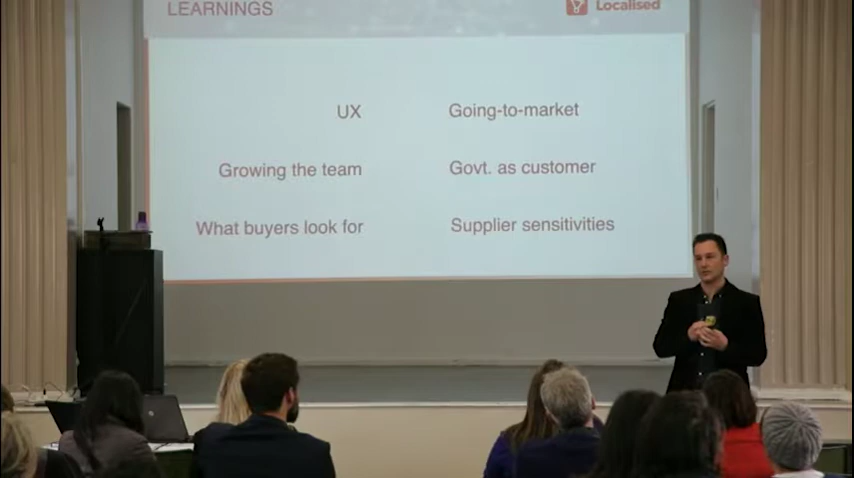 LEARNINGS
Localised
UX
Going-to-market
Growing the team
Govt. as customer
What buyers look for
Supplier sensitivities